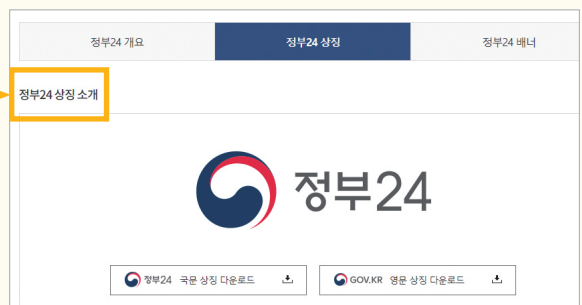 정부24 개요 정부24 상징 정부24 배너
정부24 상징 소개
정부24
정부24 국문 상징 다운로드 GOV.KR 영문 상징 다운로드